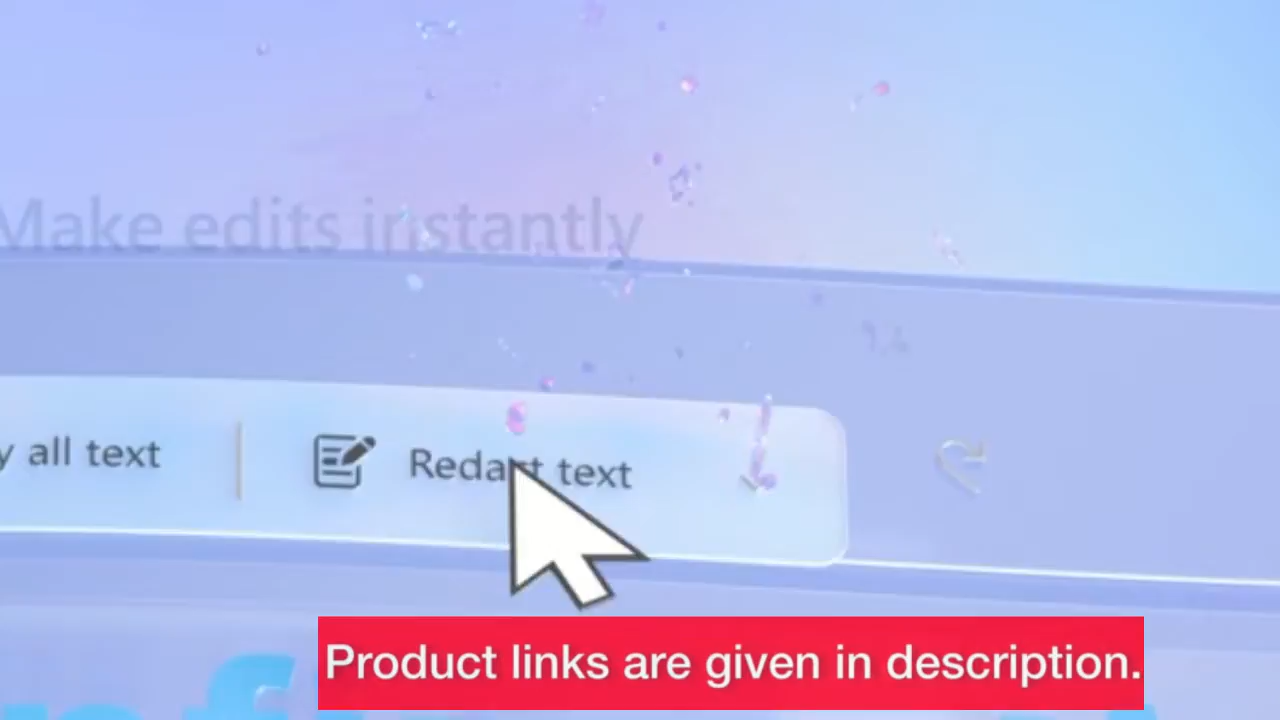 Make edits instantly
y all text
Redact text
Product links are given in description.